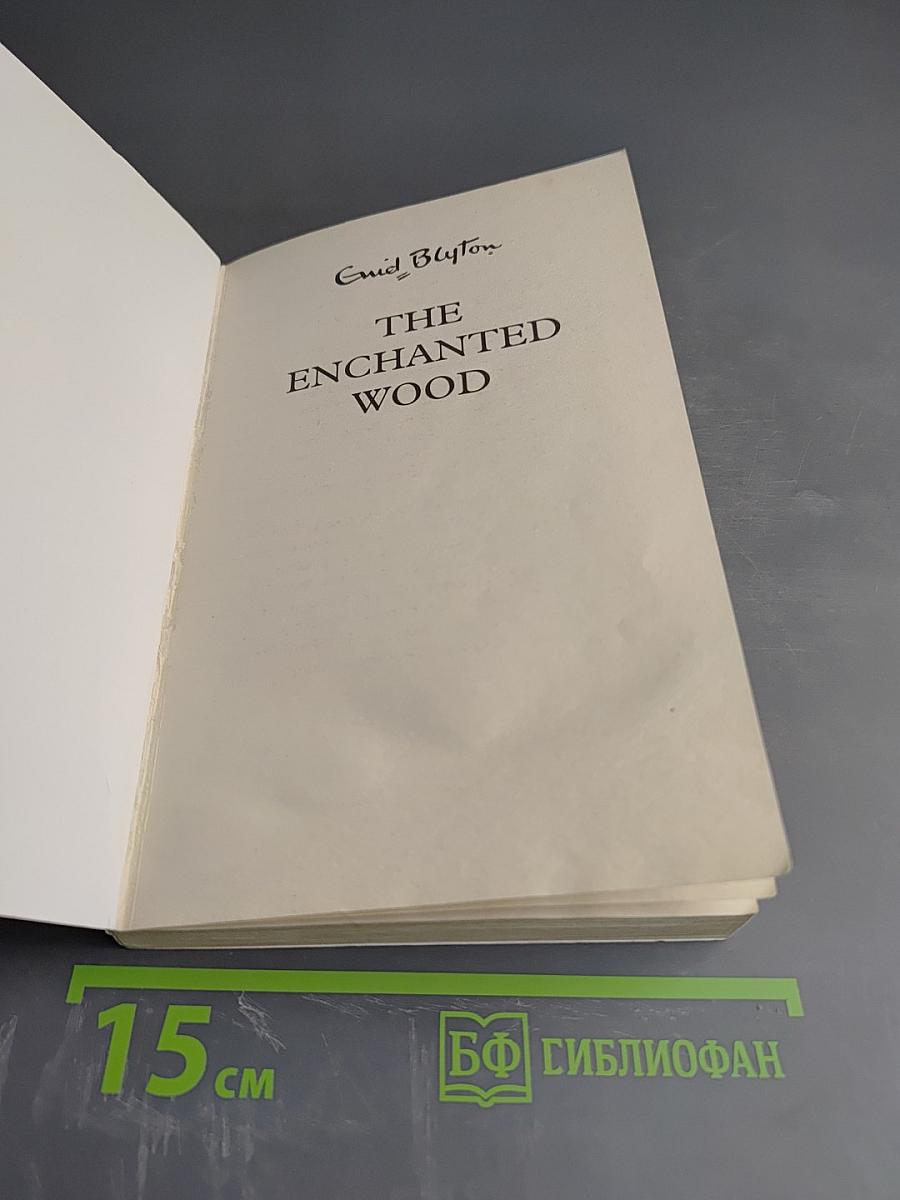 Enid Blyton
THE
ENCHANTED
WOOD
15 см
БФ БИБЛИОФАН